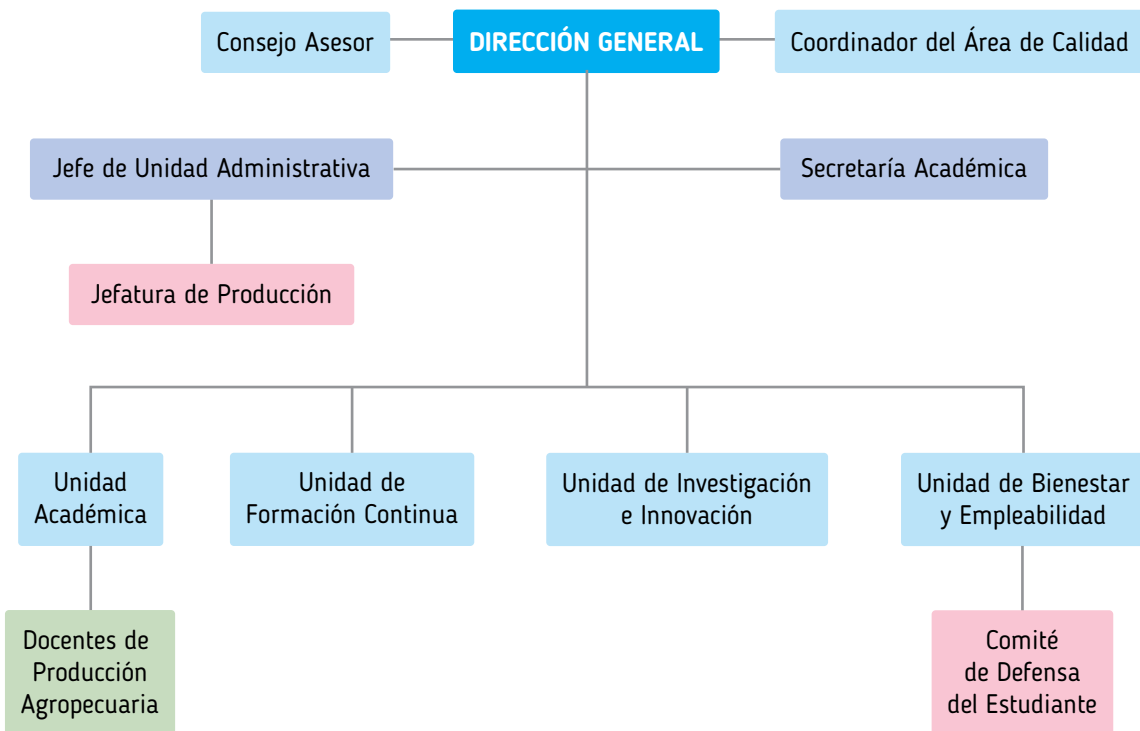 Consejo Asesor
DIRECCIÓN GENERAL
Coordinador del Área de Calidad
Jefe de Unidad Administrativa
Secretaría Académica
Jefatura de Producción
Unidad
Académica
Unidad de
Formación Continua
Unidad de Investigación
e Innovación
Unidad de Bienestar
y Empleabilidad
Docentes de
Producción
Agropecuaria
Comité
de Defensa
del Estudiante